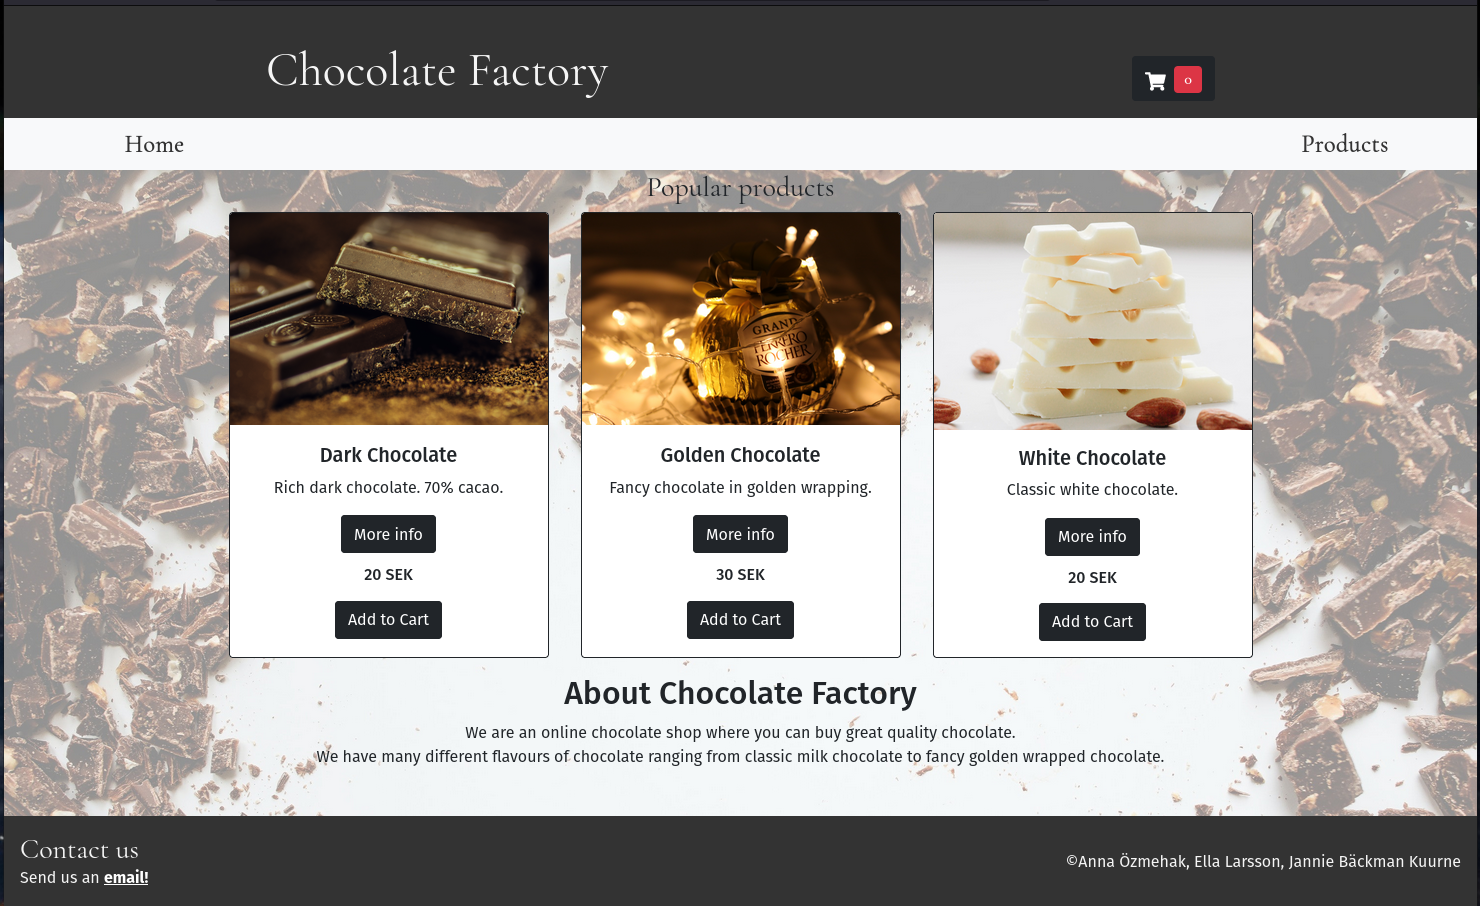 Chocolate Factory
0
Home
Products
Popular products
GRAND
FERRERO
ROCHER
Dark Chocolate
Rich dark chocolate. 70% cacao.
More info
20 SEK
Add to Cart
Golden Chocolate
Fancy chocolate in golden wrapping.
More info
30 SEK
Add to Cart
White Chocolate
Classic white chocolate.
More info
20 SEK
Add to Cart
About Chocolate Factory
We are an online chocolate shop where you can buy great quality chocolate.
We have many different flavours of chocolate ranging from classic milk chocolate to fancy golden wrapped chocolate.
Contact us
Send us an email!
©Anna Özmehak, Ella Larsson, Jannie Bäckman Kuurne